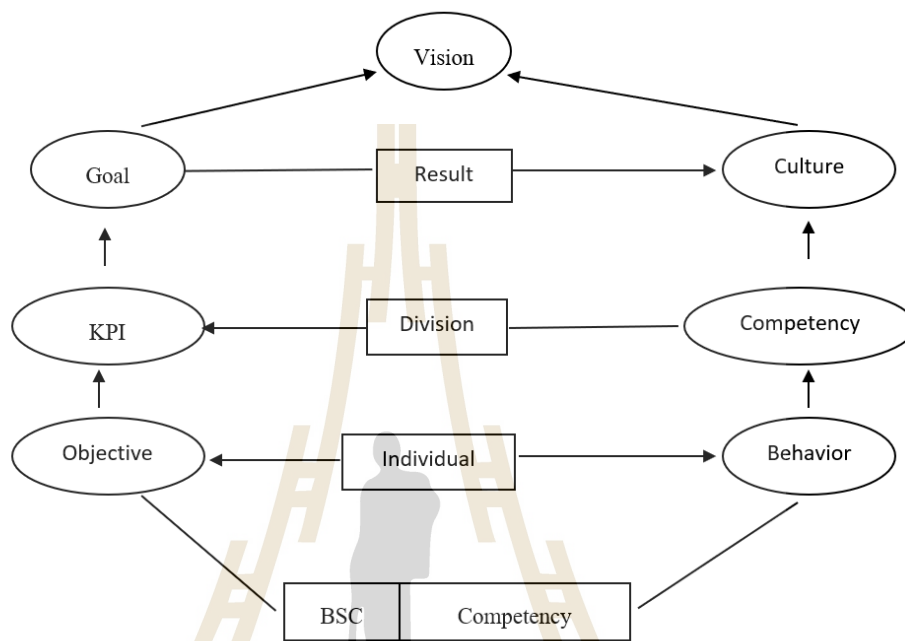 Vision
Goal
Result
Culture
KPI
Division
Competency
Objective
Individual
Behavior
BSC
Competency